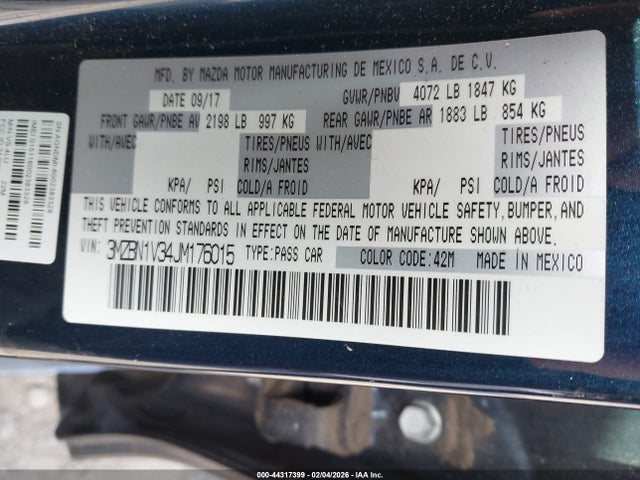 MFD. BY MAZDA MOTOR MANUFACTURING DE MEXICO S.A. DE C.V.
DATE 09/17 GVWR/PNBV 4072 LB 1847 KG
FRONT GAWR/PNBE AV 2198 LB 997 KG REAR GAWR/PNBE AR 1883 LB 854 KG
WITH/AVEC TIRES/PNEUS WITH/AVEC TIRES/PNEUS
RIMS/JANTES RIMS/JANTES
KPA/ PSI COLD/A FROID KPA/ PSI COLD/A FROID
THIS VEHICLE CONFORMS TO ALL APPLICABLE FEDERAL MOTOR VEHICLE SAFETY, BUMPER, AND
THEFT PREVENTION STANDARDS IN EFFECT ON THE DATE OF MANUFACTURE SHOWN ABOVE.
VIN: 3MZBN1V34JM176015 TYPE:PASS CAR COLOR CODE:42M MADE IN MEXICO
000-44317399 - 02/04/2026 - IAA Inc.